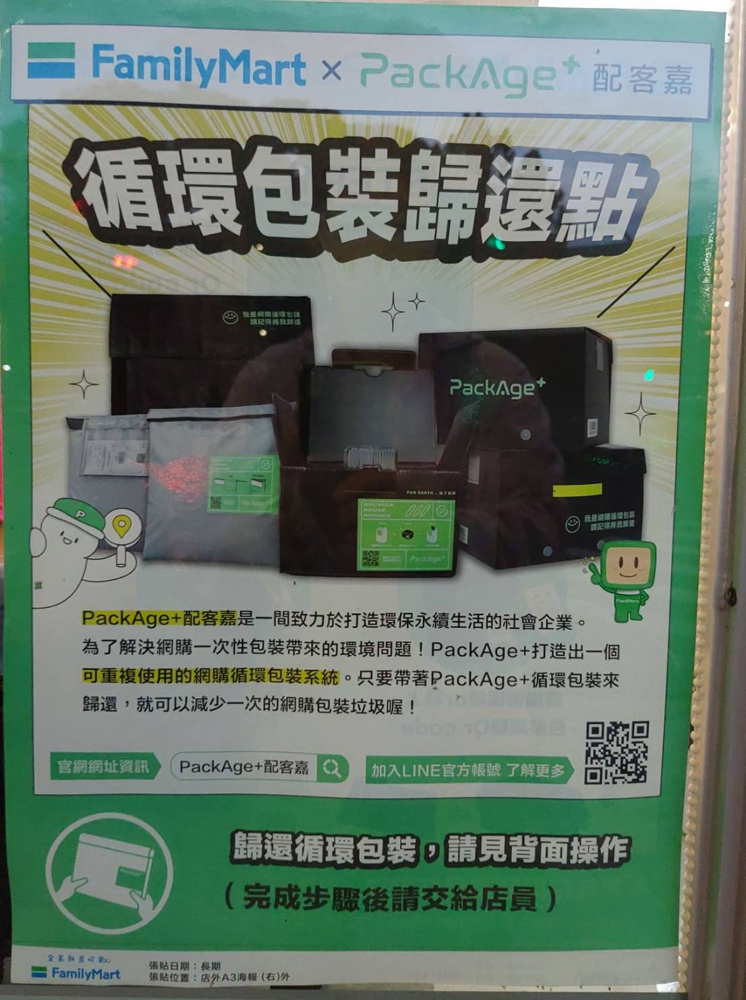 FamilyMart × PackAge+ 配客嘉
循環包裝歸還點
我是網購循環包裝
請記得將我歸還
PackAge+
FOR EARTH
RECYCLE
REUSE
REDUCE
PackAge+
PackAge+
我是網購循環包裝
請記得將我歸還
P
FamiPort
PackAge+配客嘉是一間致力於打造環保永續生活的社會企業。
為了解決網購一次性包裝帶來的環境問題！PackAge+打造出一個
可重複使用的網購循環包裝系統。只要帶著PackAge+循環包裝來
歸還，就可以減少一次的網購包裝垃圾喔！
官網網址資訊 PackAge+配客嘉 加入LINE官方帳號 了解更多
歸還循環包裝，請見背面操作
（完成步驟後請交給店員）
全家就是你家
FamilyMart
張貼日期：長期
張貼位置：店外A3海報 (右)外